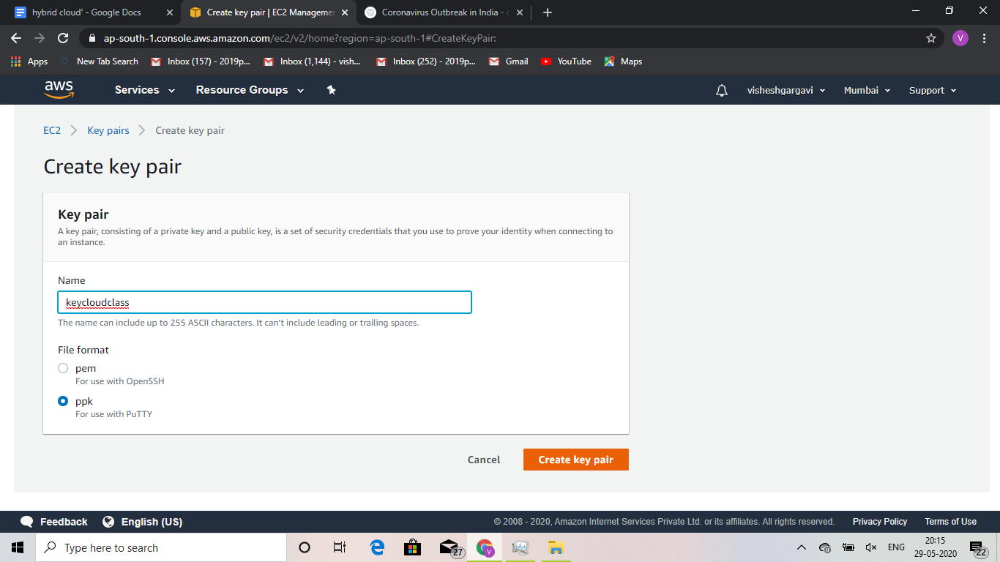 hybrid cloud' - Google Docs
Create key pair | EC2 Manageme
Coronavirus Outbreak in India -
ap-south-1.console.aws.amazon.com/ec2/v2/home?region=ap-south-1#CreateKeyPair:
V
Apps
New Tab Search
Inbox (157) - 2019p...
Inbox (1,144) - vish...
Inbox (252) - 2019p...
Gmail
YouTube
Maps
aws
Services
Resource Groups
visheshgargavi
Mumbai
Support
EC2
Key pairs
Create key pair
Create key pair
Key pair
A key pair, consisting of a private key and a public key, is a set of security credentials that you use to prove your identity when connecting to
an instance.
Name
keycloudclass
The name can include up to 255 ASCII characters. It can't include leading or trailing spaces.
File format
pem
For use with OpenSSH
ppk
For use with PuTTY
Cancel
Create key pair
Feedback
English (US)
© 2008 - 2020, Amazon Internet Services Private Ltd. or its affiliates. All rights reserved.
Privacy Policy
Terms of Use
Type here to search
27
V
ENG
20:15
29-05-2020
22